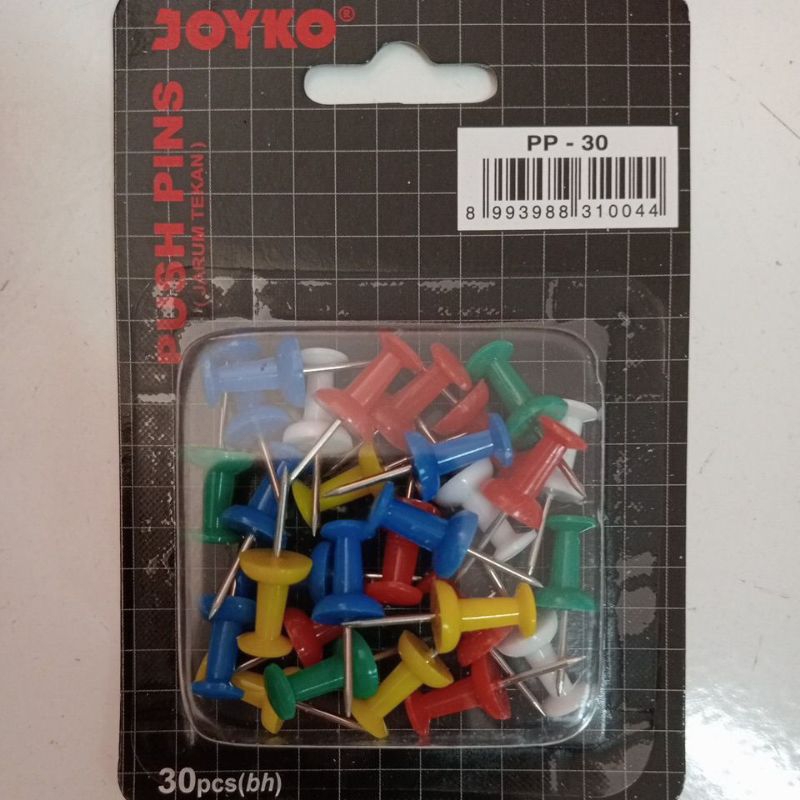 JOYKO®
PUSH PINS
( JARUM TEKAN )
PP - 30
8 993988 310044
30pcs(bh)